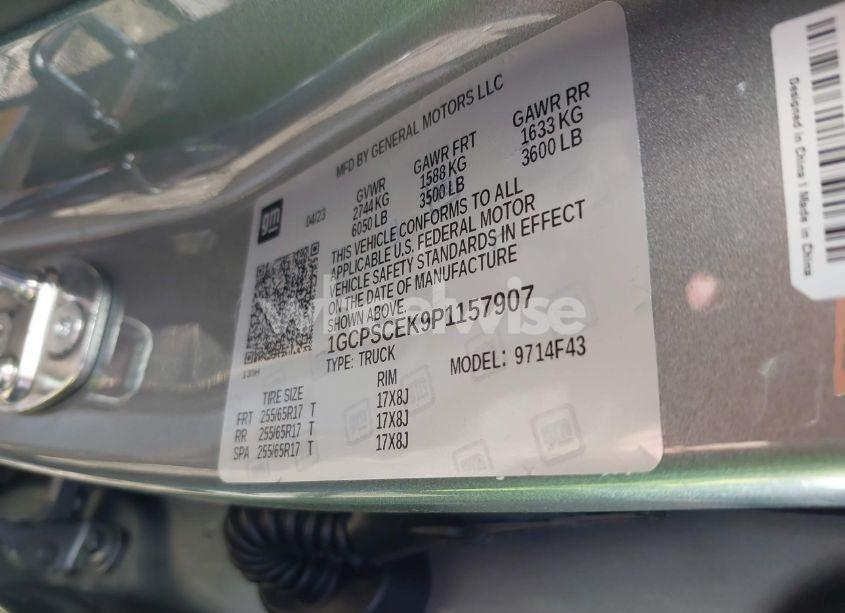 MFD BY GENERAL MOTORS LLC
gm
04/23
GVWR
2744 KG
6050 LB
GAWR FRT
1588 KG
3500 LB
GAWR RR
1633 KG
3600 LB
THIS VEHICLE CONFORMS TO ALL
APPLICABLE U.S. FEDERAL MOTOR
VEHICLE SAFETY STANDARDS IN EFFECT
ON THE DATE OF MANUFACTURE
SHOWN ABOVE.
1GCPSCEK9P1157907
TYPE: TRUCK
MODEL: 9714F43
TIRE SIZE
RIM
FRT 255/65R17 T 17X8J
RR 255/65R17 T 17X8J
SPA 255/65R17 T 17X8J
Designed in China | Made in China